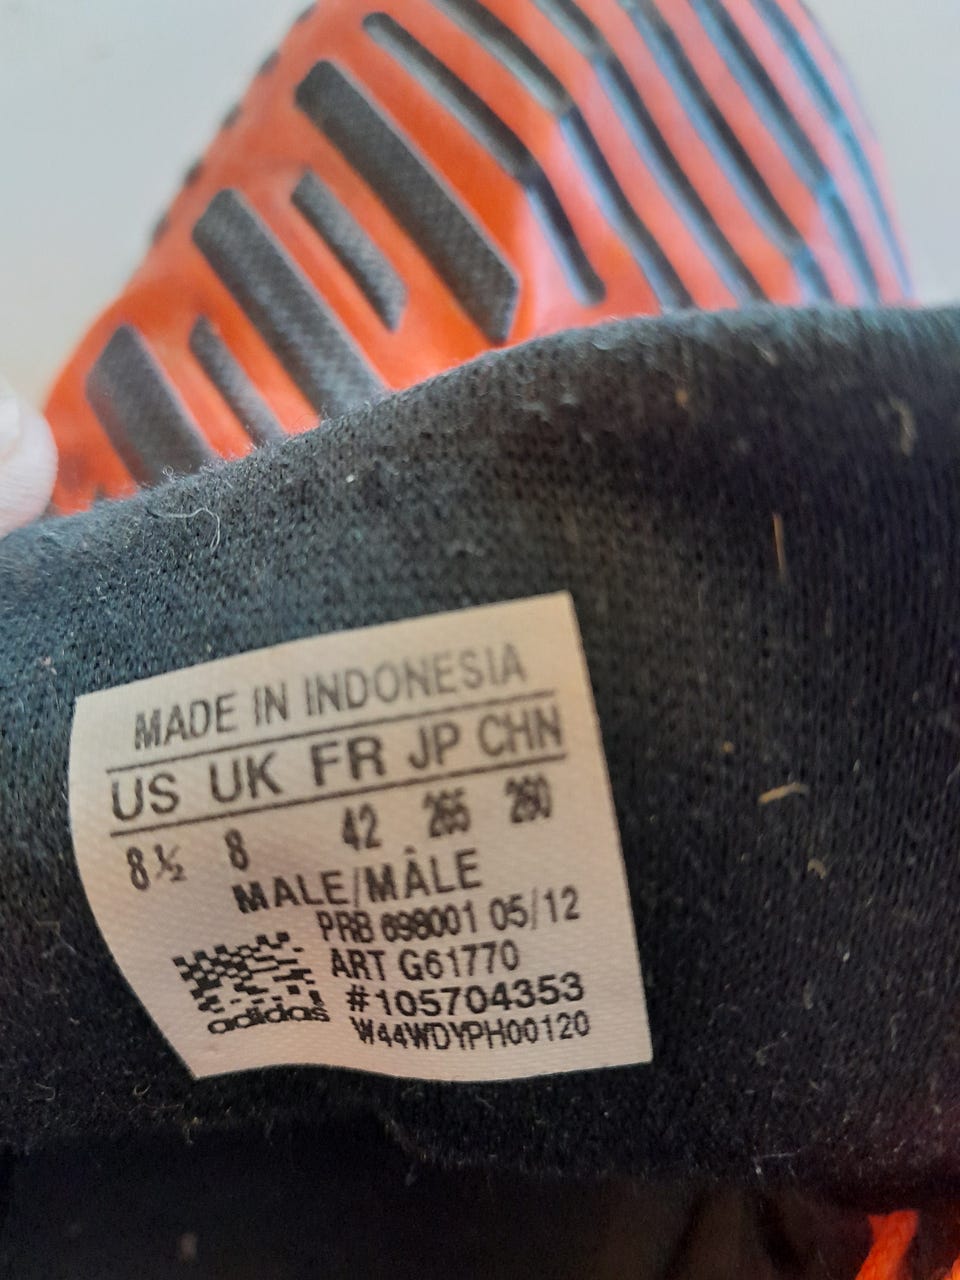 MADE IN INDONESIA
US UK FR JP CHN
8½ 8 42 265 260
MALE/MÂLE
PRB 698001 05/12
ART G61770
#105704353
W44WDYPH00120
adidas